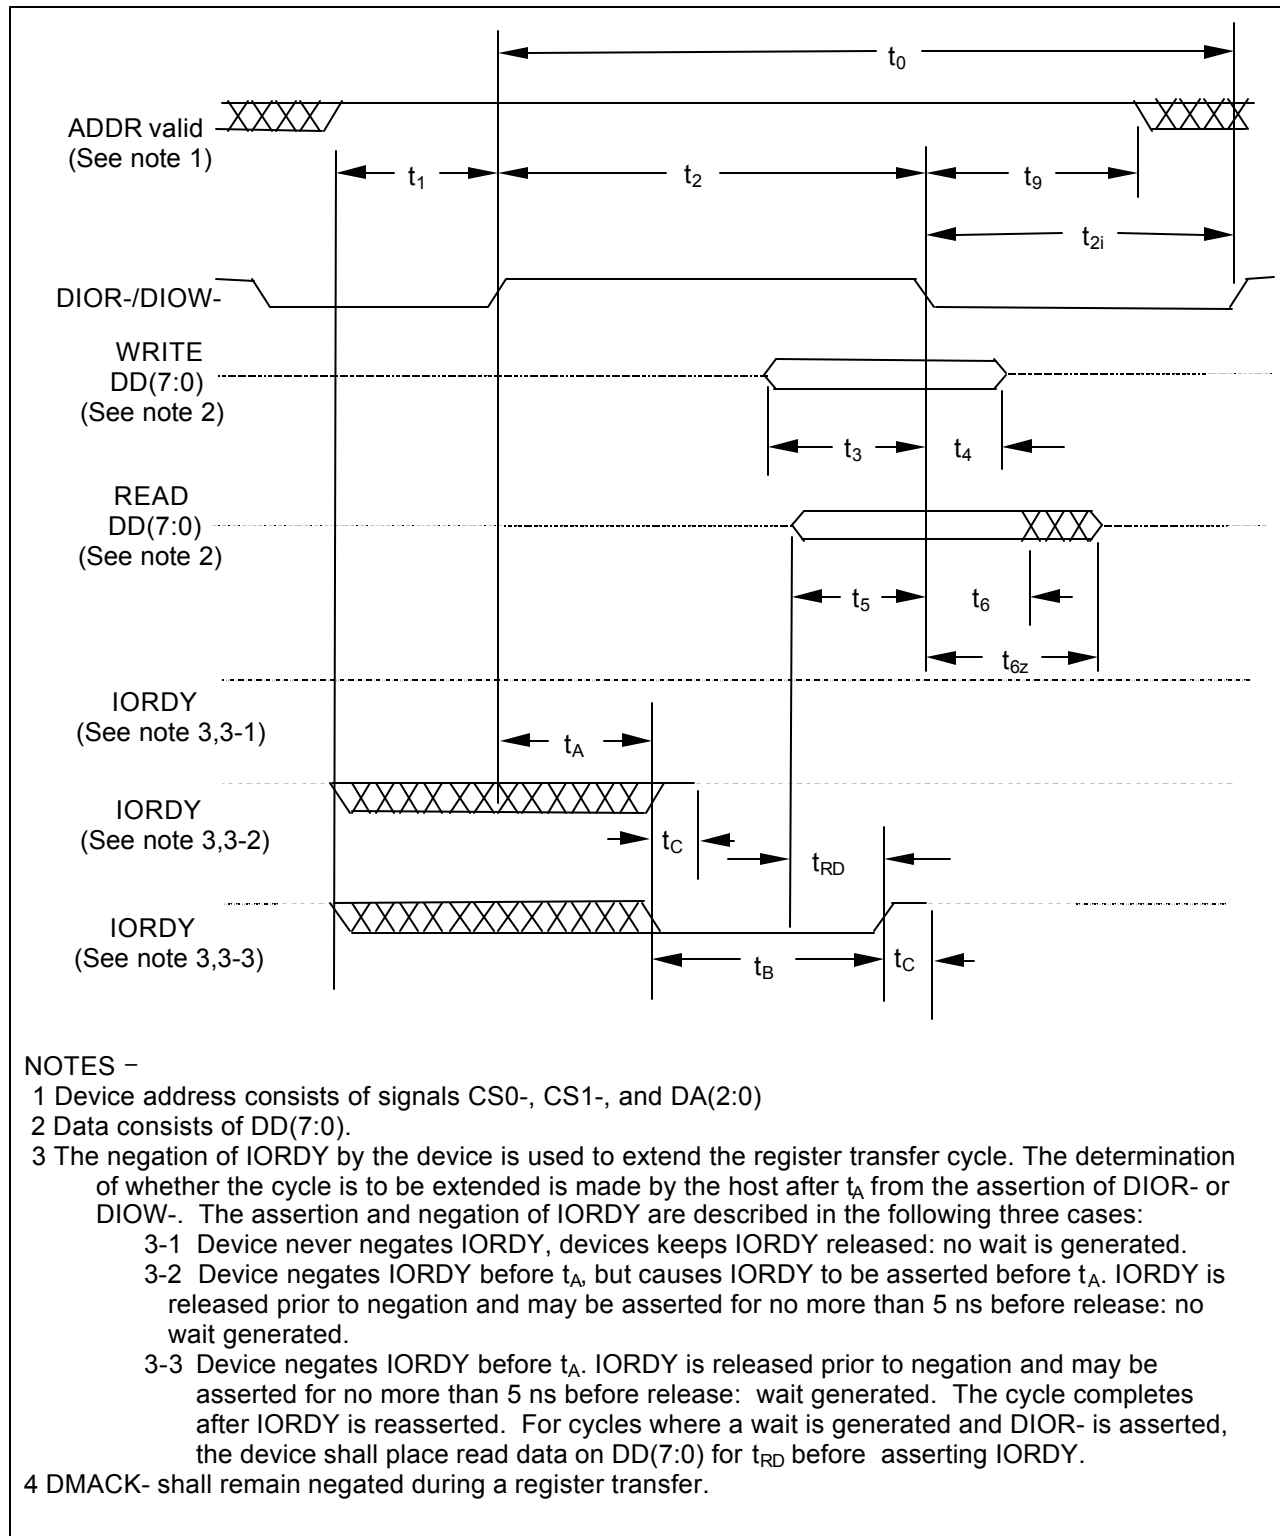 t0
ADDR valid
(See note 1)
t1 t2 t9
t2i
DIOR-/DIOW-
WRITE
DD(7:0)
(See note 2)
t3 t4
READ
DD(7:0)
(See note 2)
t5 t6
t6z
IORDY
(See note 3,3-1)
tA
IORDY
(See note 3,3-2)
tC
tRD
IORDY
(See note 3,3-3)
tB tC
NOTES –
1 Device address consists of signals CS0-, CS1-, and DA(2:0)
2 Data consists of DD(7:0).
3 The negation of IORDY by the device is used to extend the register transfer cycle. The determination
of whether the cycle is to be extended is made by the host after tA from the assertion of DIOR- or
DIOW-. The assertion and negation of IORDY are described in the following three cases:
3-1 Device never negates IORDY, devices keeps IORDY released: no wait is generated.
3-2 Device negates IORDY before tA, but causes IORDY to be asserted before tA. IORDY is
released prior to negation and may be asserted for no more than 5 ns before release: no
wait generated.
3-3 Device negates IORDY before tA. IORDY is released prior to negation and may be
asserted for no more than 5 ns before release: wait generated. The cycle completes
after IORDY is reasserted. For cycles where a wait is generated and DIOR- is asserted,
the device shall place read data on DD(7:0) for tRD before asserting IORDY.
4 DMACK- shall remain negated during a register transfer.